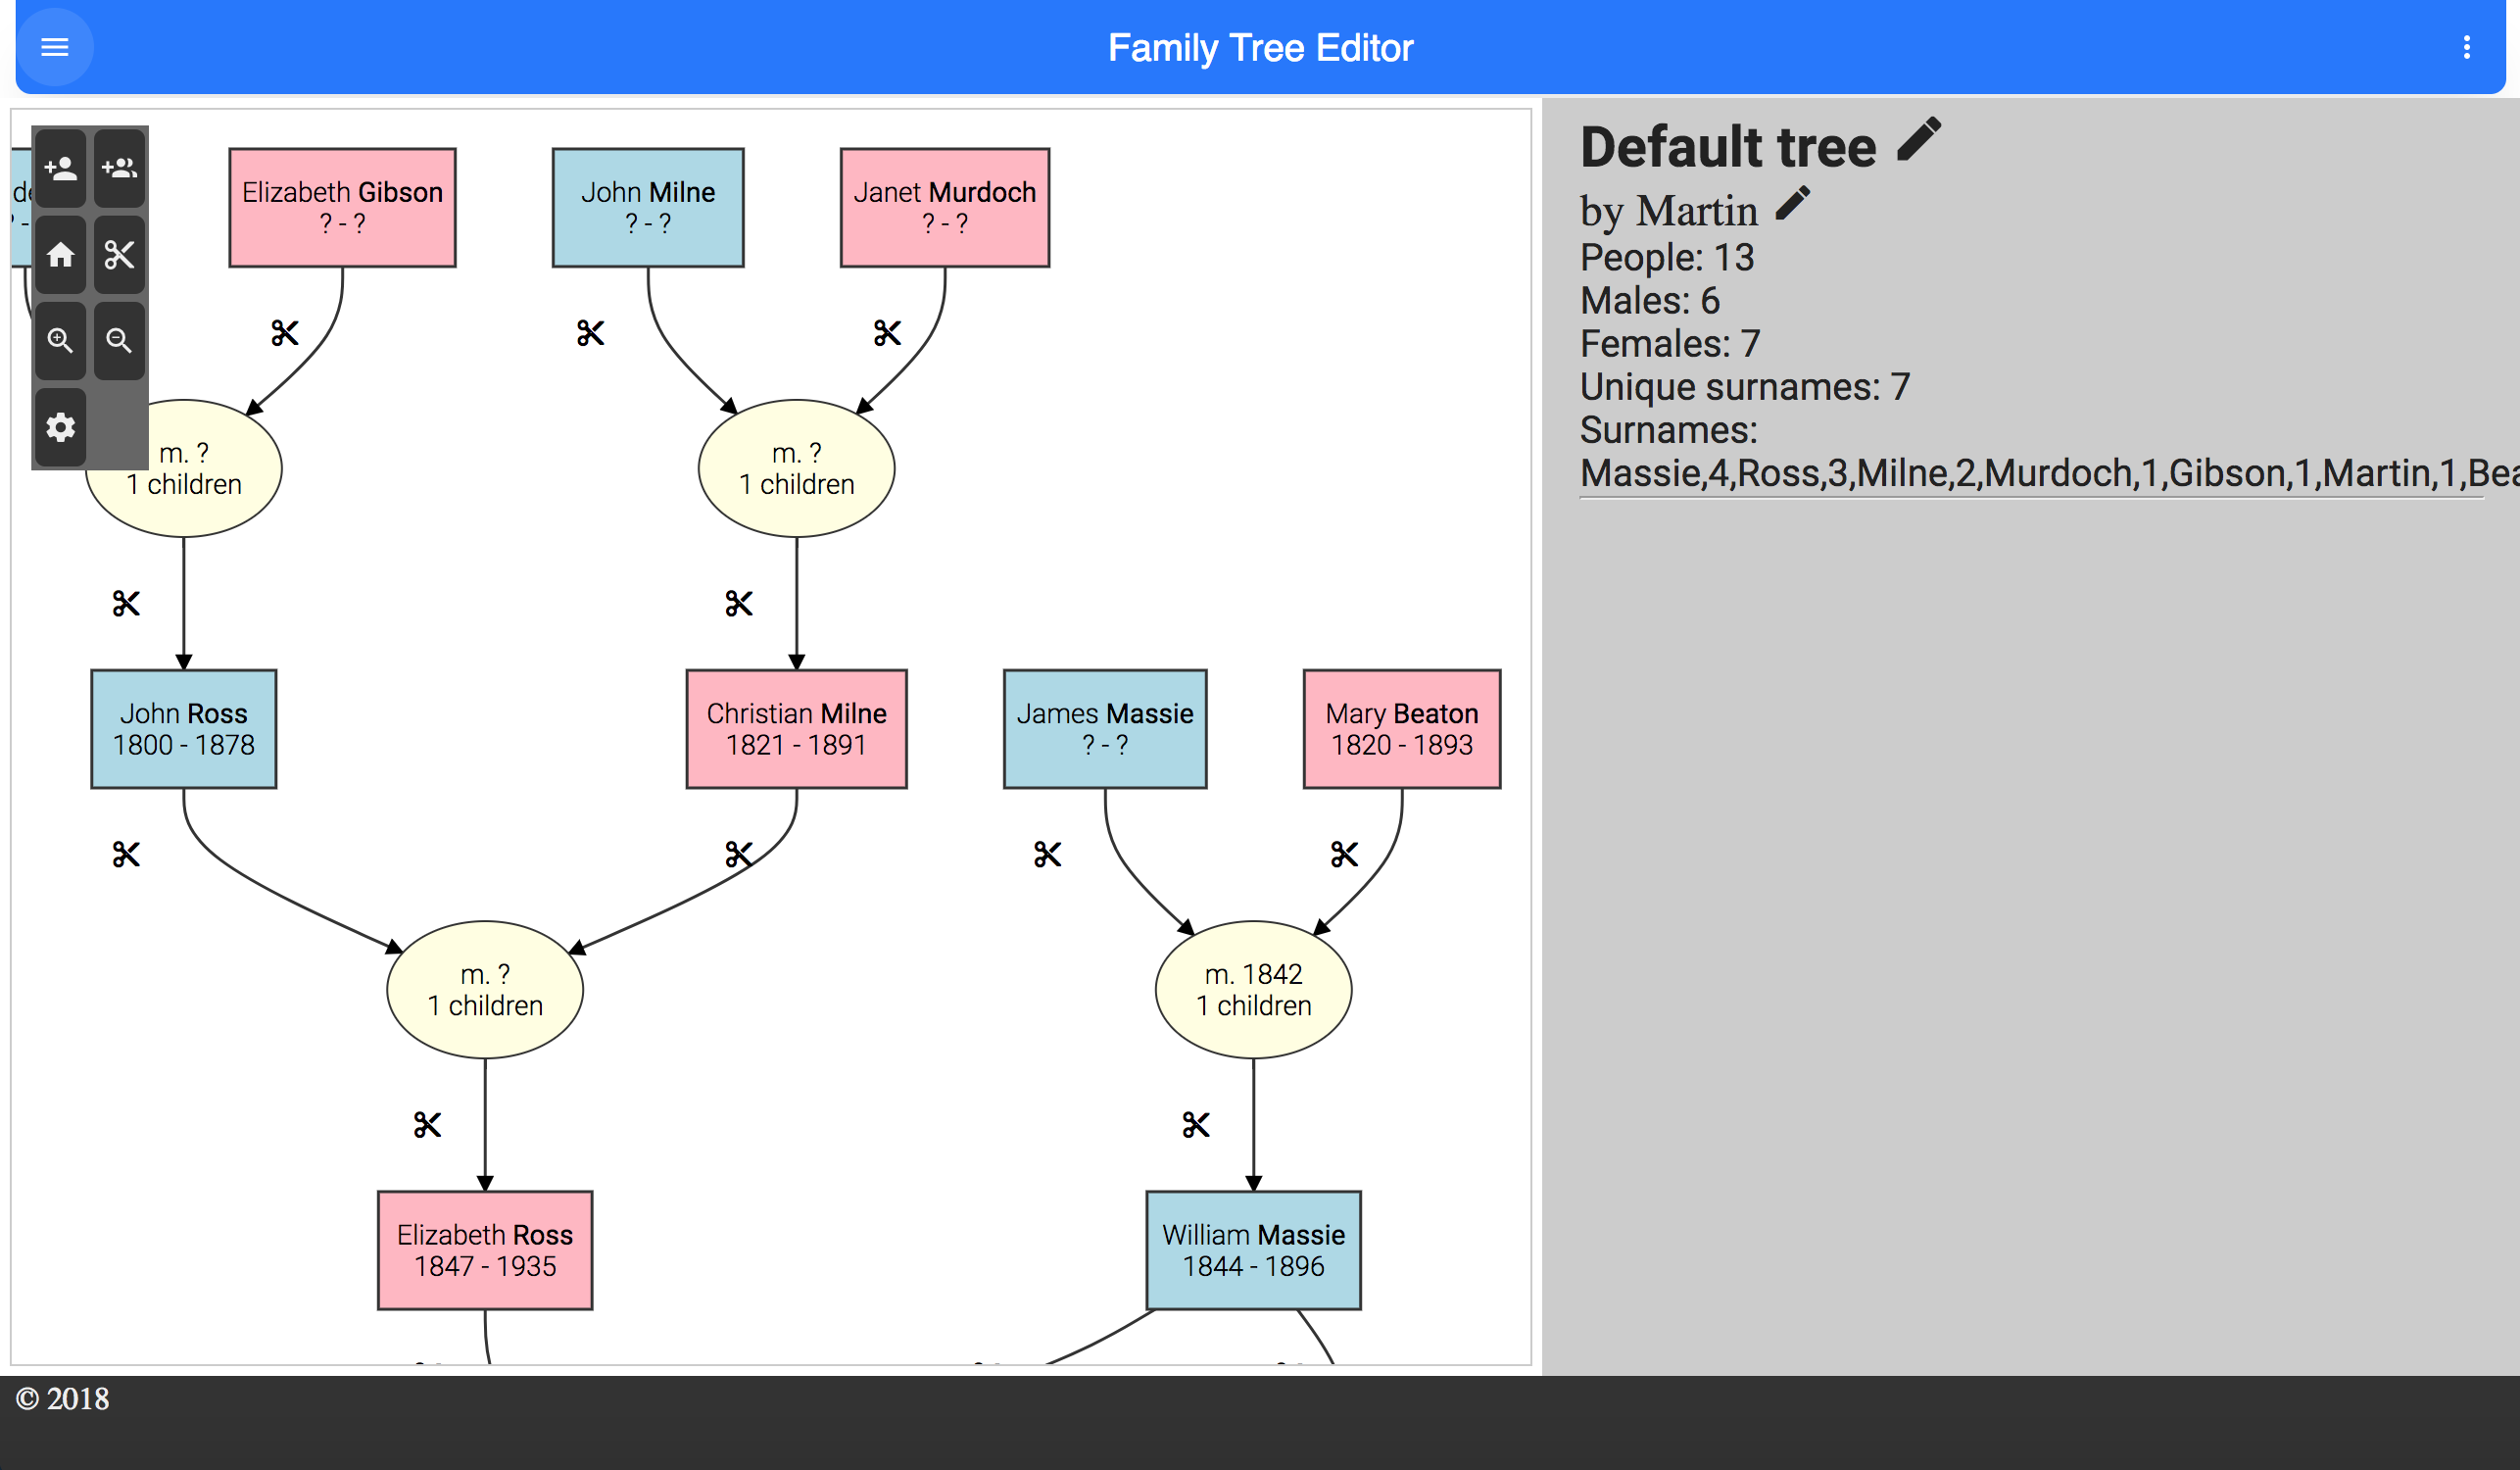 Family Tree Editor
Elizabeth Gibson
? - ?
John Milne
? - ?
Janet Murdoch
? - ?
m. ?
1 children
m. ?
1 children
John Ross
1800 - 1878
Christian Milne
1821 - 1891
James Massie
? - ?
Mary Beaton
1820 - 1893
m. ?
1 children
m. 1842
1 children
Elizabeth Ross
1847 - 1935
William Massie
1844 - 1896
Default tree
by Martin
People: 13
Males: 6
Females: 7
Unique surnames: 7
Surnames:
Massie,4,Ross,3,Milne,2,Murdoch,1,Gibson,1,Martin,1,
© 2018